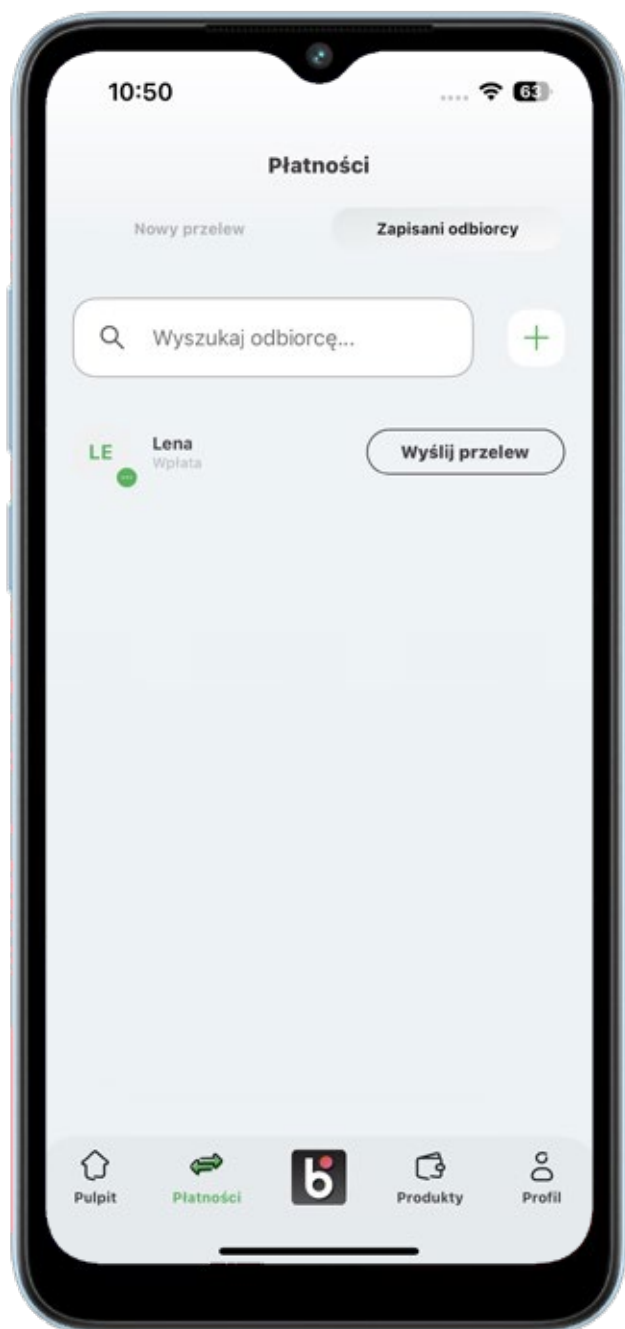 10:50
63
Płatności
Nowy przelew
Zapisani odbiorcy
Wyszukaj odbiorcę...
LE
Lena
Wpłata
Wyślij przelew
b
Pulpit
Płatności
Produkty
Profil